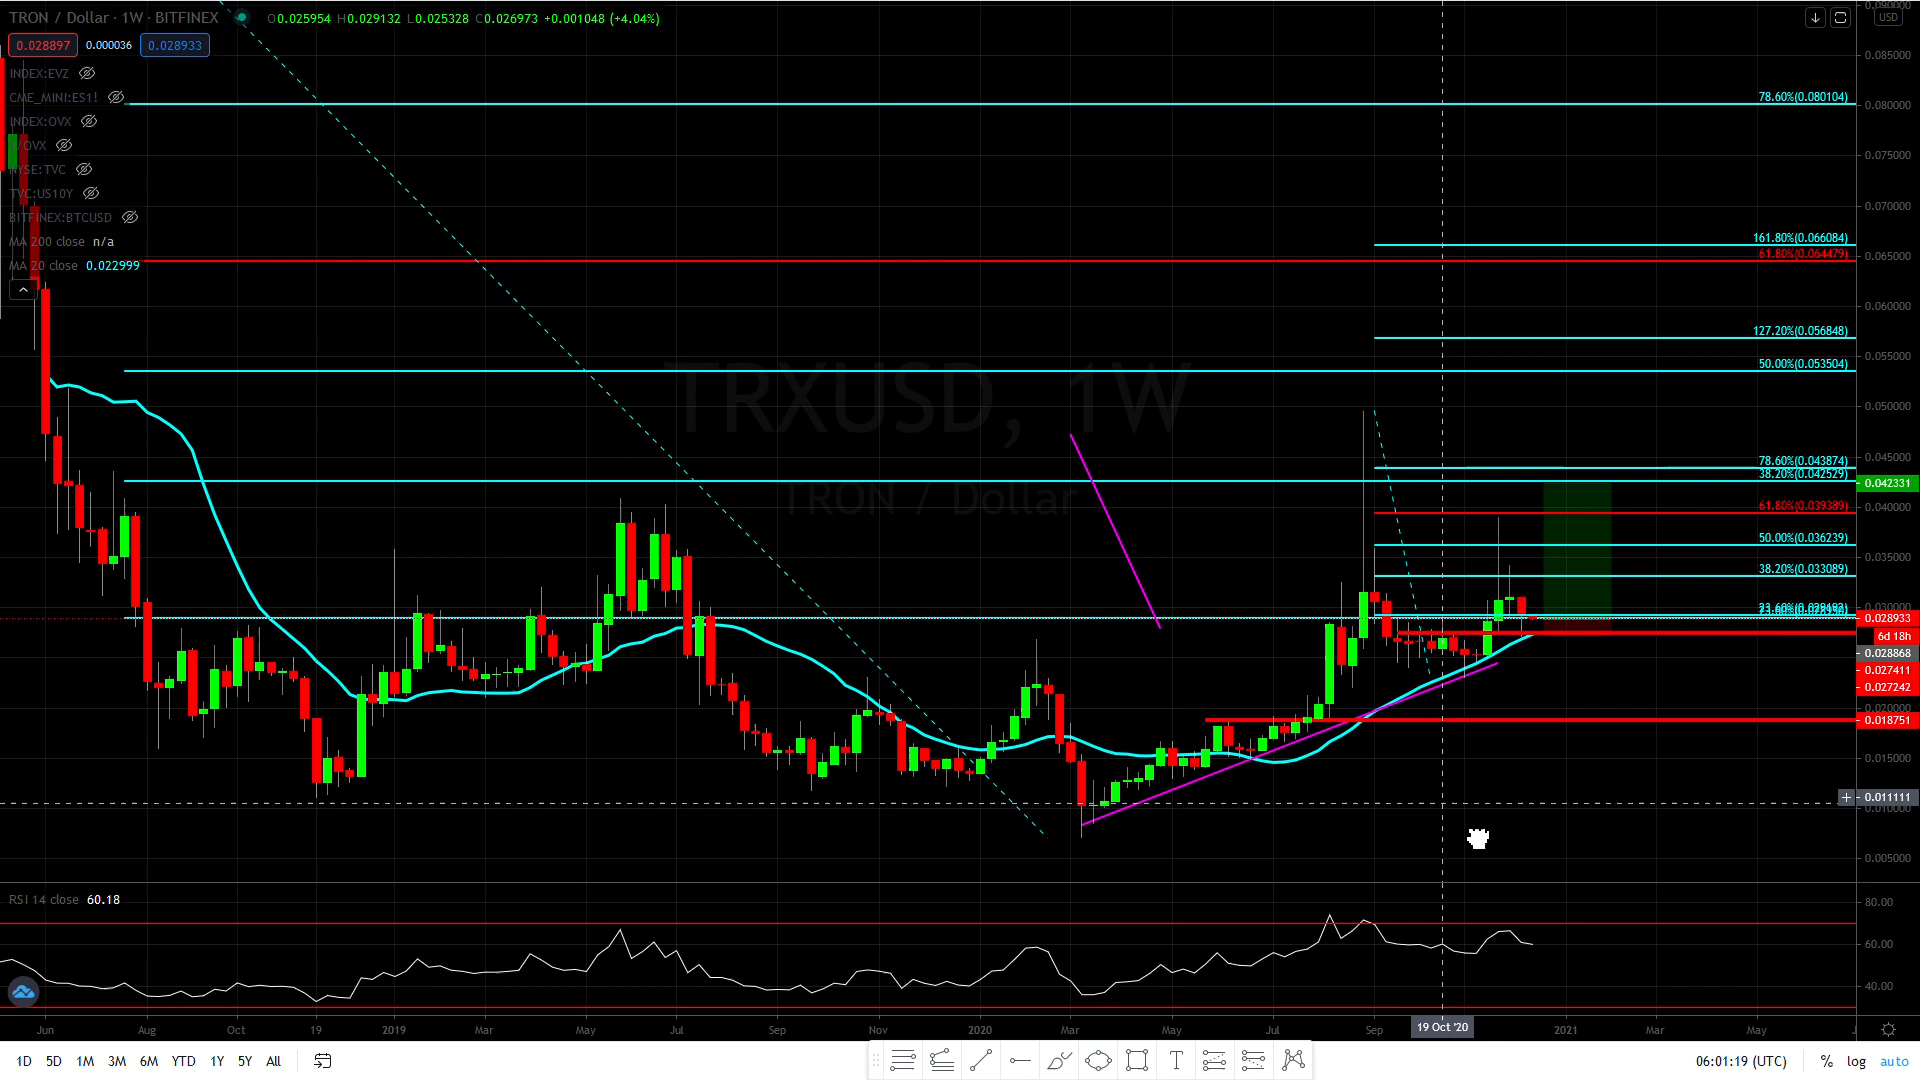 TRON / Dollar · 1W · BITFINEX O0.025954 H0.029132 L0.025328 C0.026973 +0.001048 (+4.04%)
0.028897 0.000036 0.028933
INDEX:EVZ
CME_MINI:ES1!
INDEX:OVX
1/OVX
NYSE:TVC
TVC:US10Y
BITFINEX:BTCUSD
MA 200 close n/a
MA 20 close 0.022999
TRXUSD, 1W
TRON / Dollar
78.60%(0.080104)
161.80%(0.066084)
61.80%(0.064479)
127.20%(0.056848)
50.00%(0.053504)
78.60%(0.043874)
38.20%(0.042529)
61.80%(0.039389)
50.00%(0.036239)
38.20%(0.033089)
USD
0.085000
0.080000
0.075000
0.070000
0.065000
0.060000
0.055000
0.050000
0.045000
0.042331
0.040000
0.035000
0.030000
0.028933
6d 18h
0.028868
0.027411
0.027242
0.020000
0.018751
0.015000
0.011111
0.010000
0.005000
RSI 14 close 60.18
80.00
60.00
40.00
Jun Aug Oct 19 2019 Mar May Jul Sep Nov 2020 Mar May Jul Sep 19 Oct '20 2021 Mar May
1D 5D 1M 3M 6M YTD 1Y 5Y All T 06:01:19 (UTC) % log auto